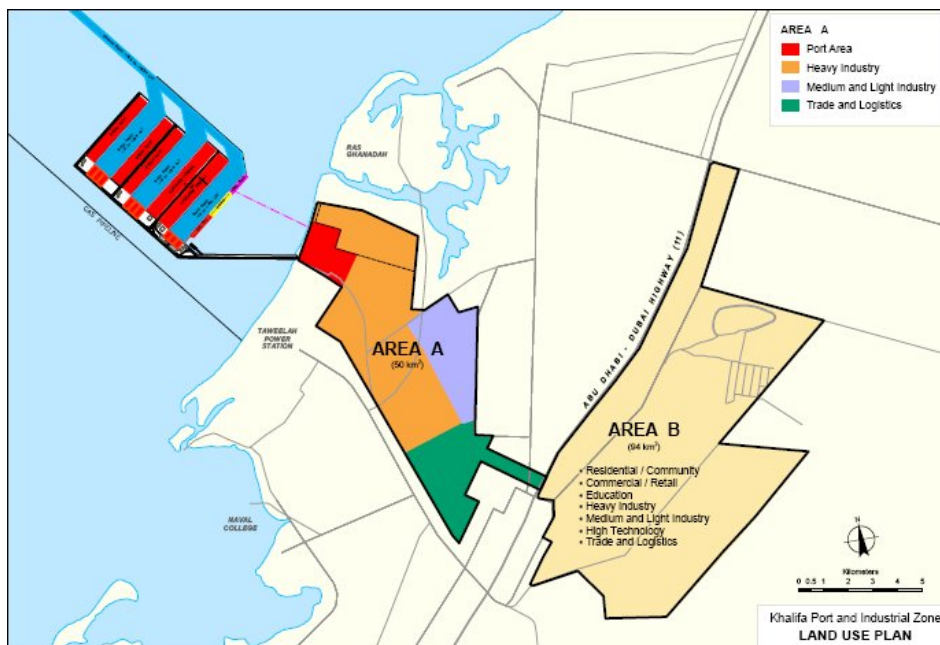 AREA A
Port Area
Heavy Industry
Medium and Light Industry
Trade and Logistics
RAS
GHANADAH
GAS PIPELINE
TAWEELAH
POWER
STATION
AREA A
(50 km²)
ABU DHABI - DUBAI HIGHWAY (11)
AREA B
(94 km²)
• Residential / Community
• Commercial / Retail
• Education
• Heavy Industry
• Medium and Light Industry
• High Technology
• Trade and Logistics
NAVAL
COLLEGE
N
Kilometers
0 0.5 1 2 3 4 5
Khalifa Port and Industrial Zone
LAND USE PLAN